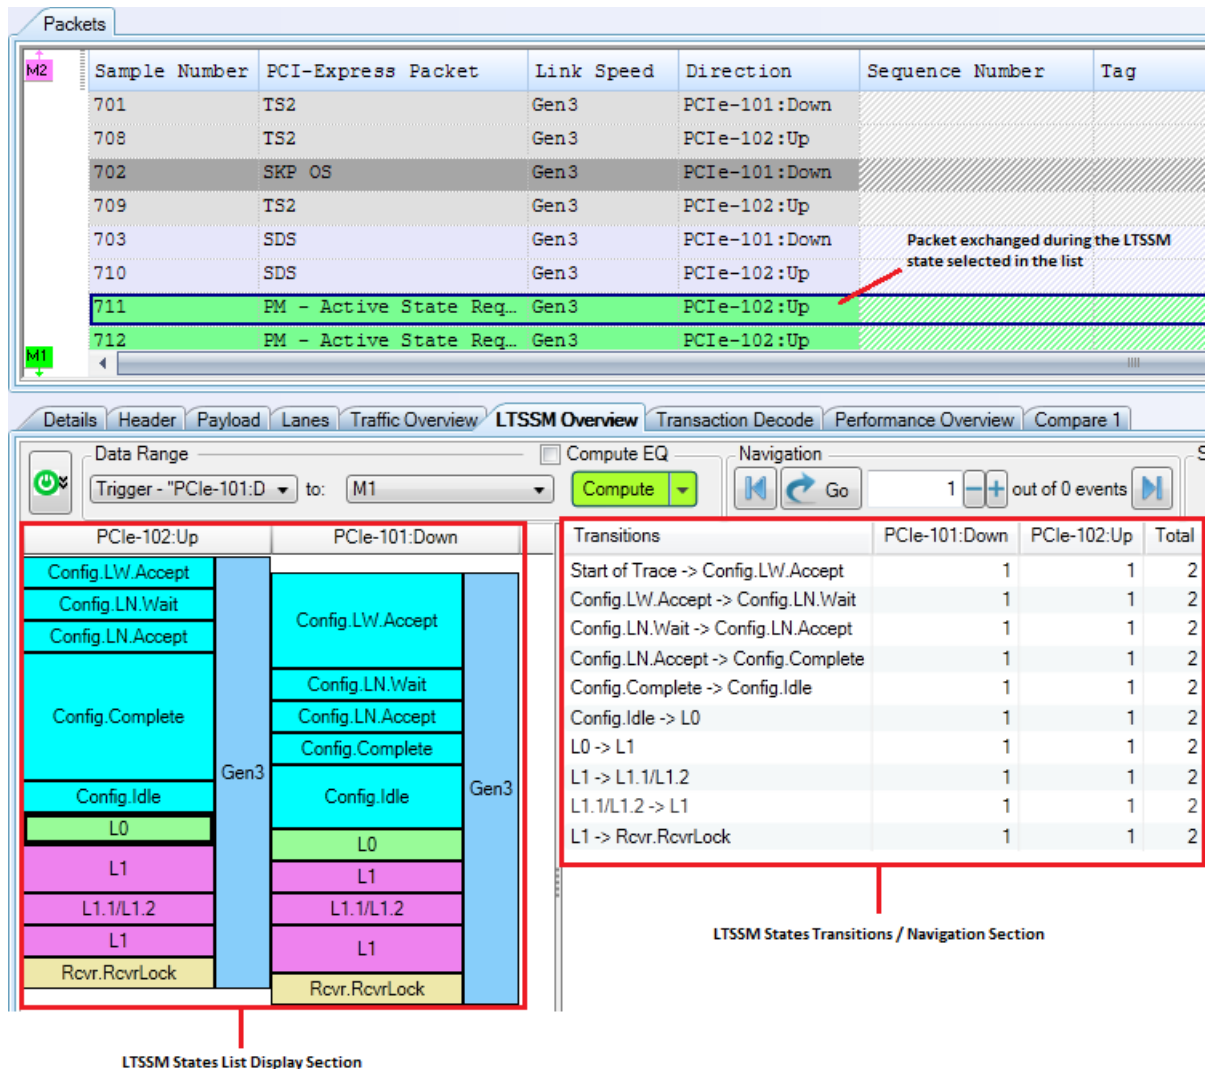 Packets
M2
Sample Number PCI-Express Packet Link Speed Direction Sequence Number Tag
701 TS2 Gen3 PCIe-101:Down
708 TS2 Gen3 PCIe-102:Up
702 SKP OS Gen3 PCIe-101:Down
709 TS2 Gen3 PCIe-102:Up
703 SDS Gen3 PCIe-101:Down
710 SDS Gen3 PCIe-102:Up
Packet exchanged during the LTSSM
state selected in the list
711 PM - Active State Req... Gen3 PCIe-102:Up
712 PM - Active State Req... Gen3 PCIe-102:Up
M1
Details Header Payload Lanes Traffic Overview LTSSM Overview Transaction Decode Performance Overview Compare 1
Data Range Compute EQ Navigation S
Trigger - "PCIe-101:D to: M1 Compute Go 1 out of 0 events
PCIe-102:Up PCIe-101:Down
Config.LW.Accept
Config.LN.Wait
Config.LN.Accept
Config.Complete
Config.Idle
L0
L1
L1.1/L1.2
L1
Rcvr.RcvrLock
Gen3
Config.LW.Accept
Config.LN.Wait
Config.LN.Accept
Config.Complete
Config.Idle
L0
L1
L1.1/L1.2
L1
Rcvr.RcvrLock
Gen3
Transitions PCIe-101:Down PCIe-102:Up Total
Start of Trace -> Config.LW.Accept 1 1 2
Config.LW.Accept -> Config.LN.Wait 1 1 2
Config.LN.Wait -> Config.LN.Accept 1 1 2
Config.LN.Accept -> Config.Complete 1 1 2
Config.Complete -> Config.Idle 1 1 2
Config.Idle -> L0 1 1 2
L0 -> L1 1 1 2
L1 -> L1.1/L1.2 1 1 2
L1.1/L1.2 -> L1 1 1 2
L1 -> Rcvr.RcvrLock 1 1 2
LTSSM States Transitions / Navigation Section
LTSSM States List Display Section